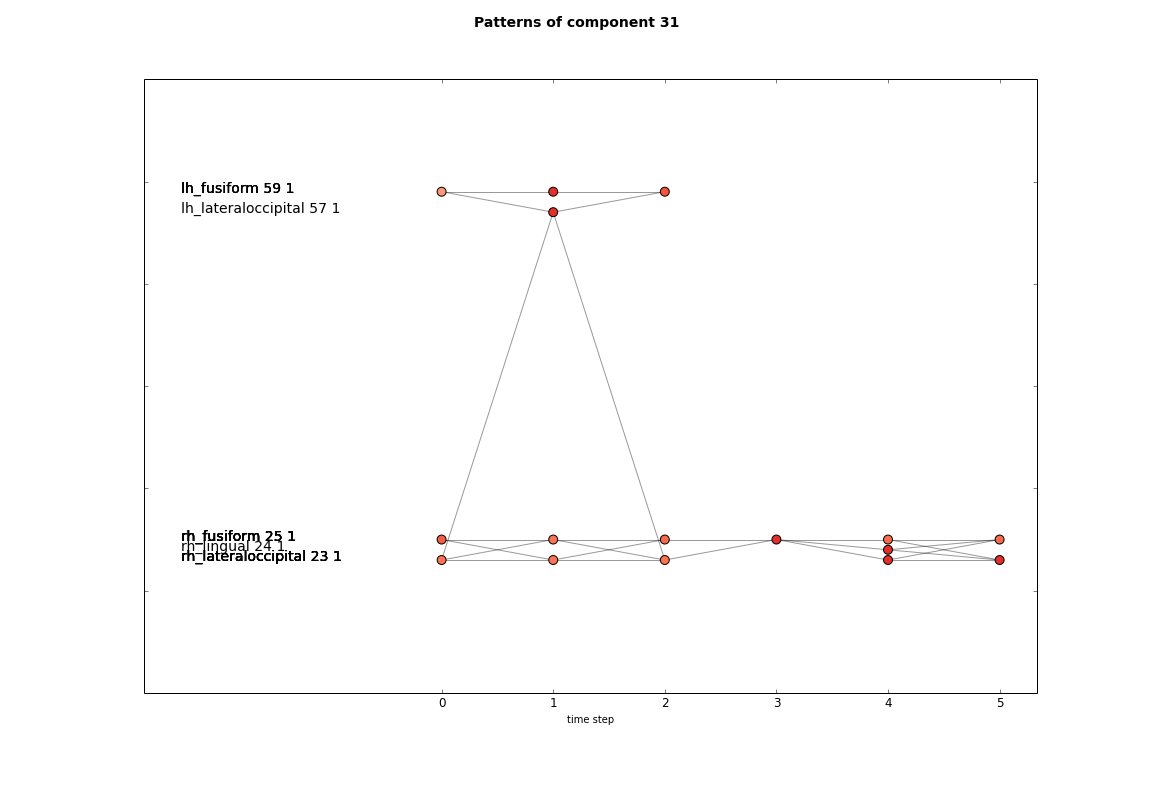 Patterns of component 31
lh_fusiform 59 1
lh_lateraloccipital 57 1
rh_fusiform 25 1
rh_lingual 24 1
rh_lateraloccipital 23 1
0 1 2 3 4 5
time step